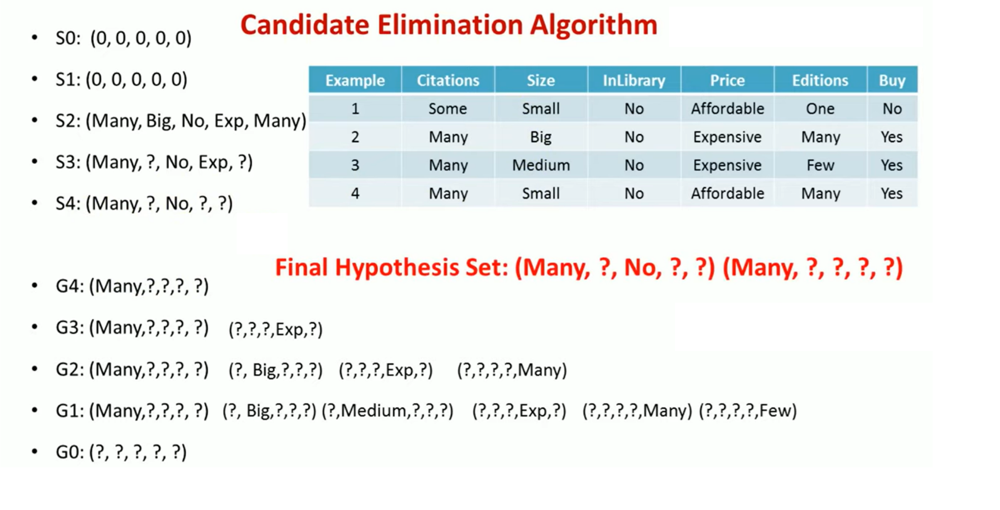 Candidate Elimination Algorithm
• S0: (0, 0, 0, 0, 0)
• S1: (0, 0, 0, 0, 0)
• S2: (Many, Big, No, Exp, Many)
• S3: (Many, ?, No, Exp, ?)
• S4: (Many, ?, No, ?, ?)
Example Citations Size InLibrary Price Editions Buy
1 Some Small No Affordable One No
2 Many Big No Expensive Many Yes
3 Many Medium No Expensive Few Yes
4 Many Small No Affordable Many Yes
Final Hypothesis Set: (Many, ?, No, ?, ?) (Many, ?, ?, ?, ?)
• G4: (Many,?,?,?, ?)
• G3: (Many,?,?,?, ?) (?,?,?,Exp,?)
• G2: (Many,?,?,?, ?) (?, Big,?,?,?) (?,?,?,Exp,?) (?,?,?,?,Many)
• G1: (Many,?,?,?, ?) (?, Big,?,?,?) (?,Medium,?,?,?) (?,?,?,Exp,?) (?,?,?,?,Many) (?,?,?,?,Few)
• G0: (?, ?, ?, ?, ?)